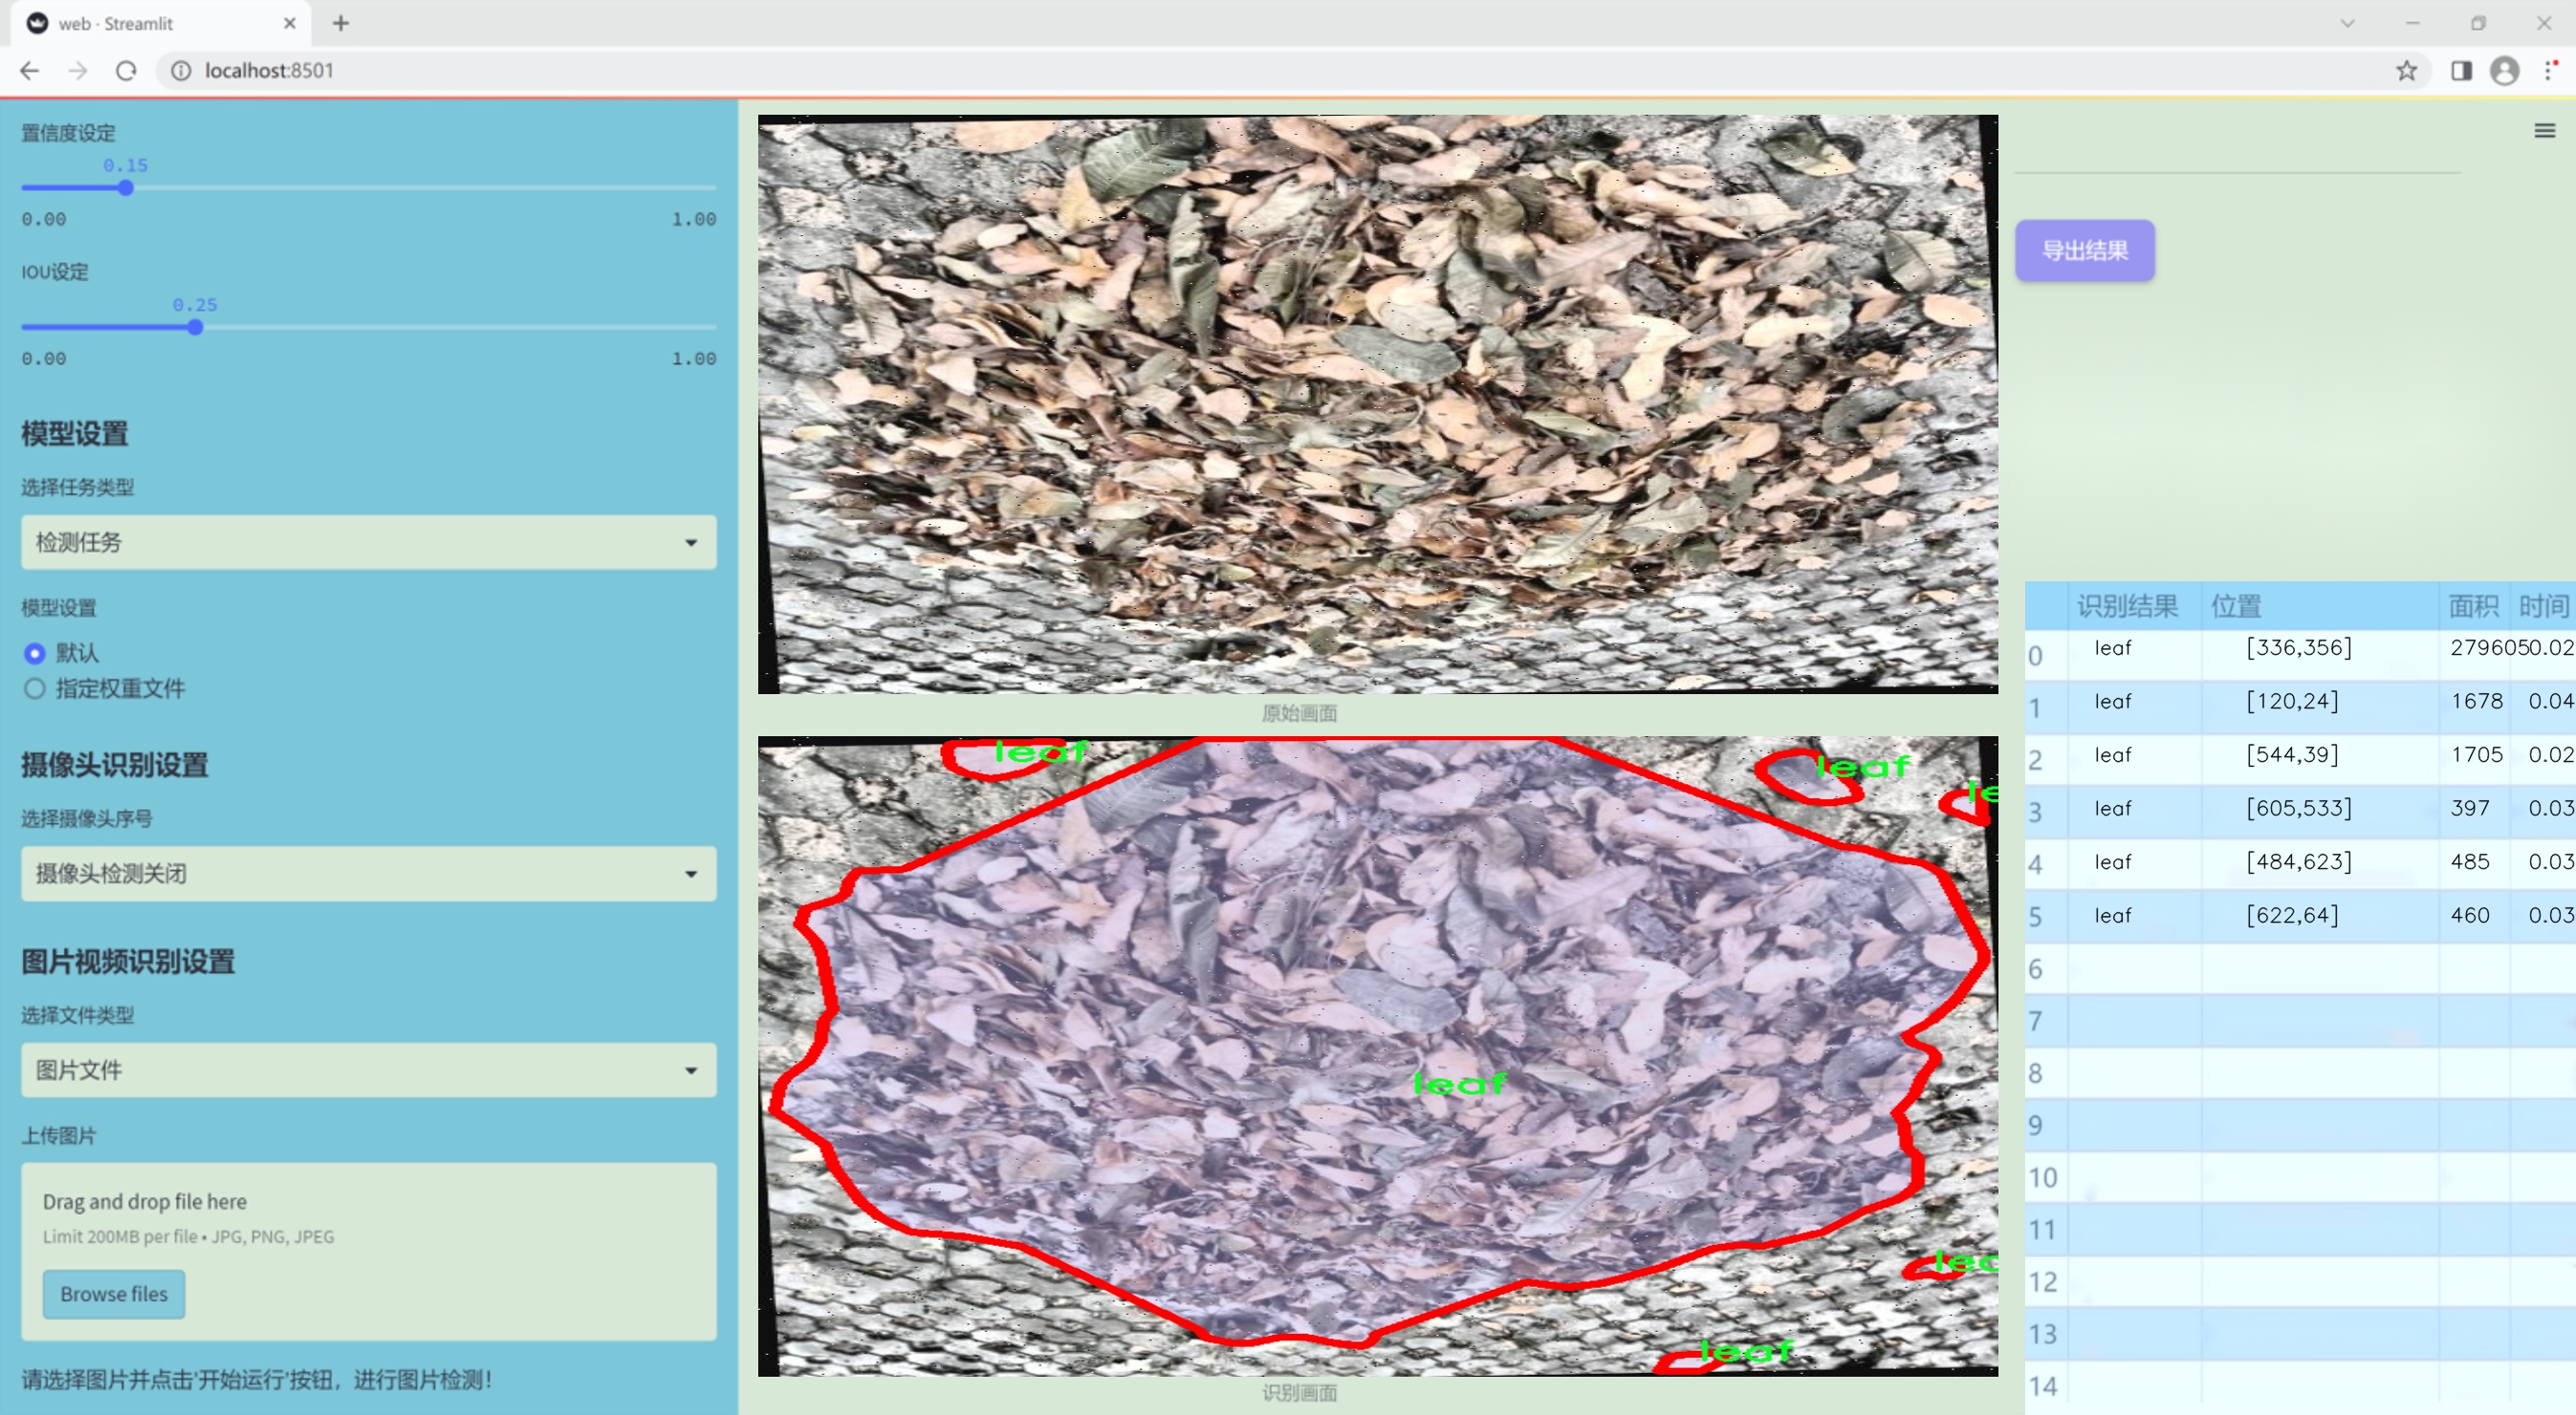 web · Streamlit
localhost:8501
置信度设定
0.15
0.00 1.00
IOU设定
0.25
0.00 1.00
模型设置
选择任务类型
检测任务
模型设置
默认
指定权重文件
摄像头识别设置
选择摄像头序号
摄像头检测关闭
图片视频识别设置
选择文件类型
图片文件
上传图片
Drag and drop file here
Limit 200MB per file • JPG, PNG, JPEG
Browse files
请选择图片并点击'开始运行'按钮，进行图片检测!
原始画面
leaf
leaf
le
leaf
lea
leaf
识别画面
导出结果
识别结果 位置 面积 时间
0 leaf [336,356] 279605 0.02
1 leaf [120,24] 1678 0.04
2 leaf [544,39] 1705 0.02
3 leaf [605,533] 397 0.03
4 leaf [484,623] 485 0.03
5 leaf [622,64] 460 0.03
6
7
8
9
10
11
12
13
14